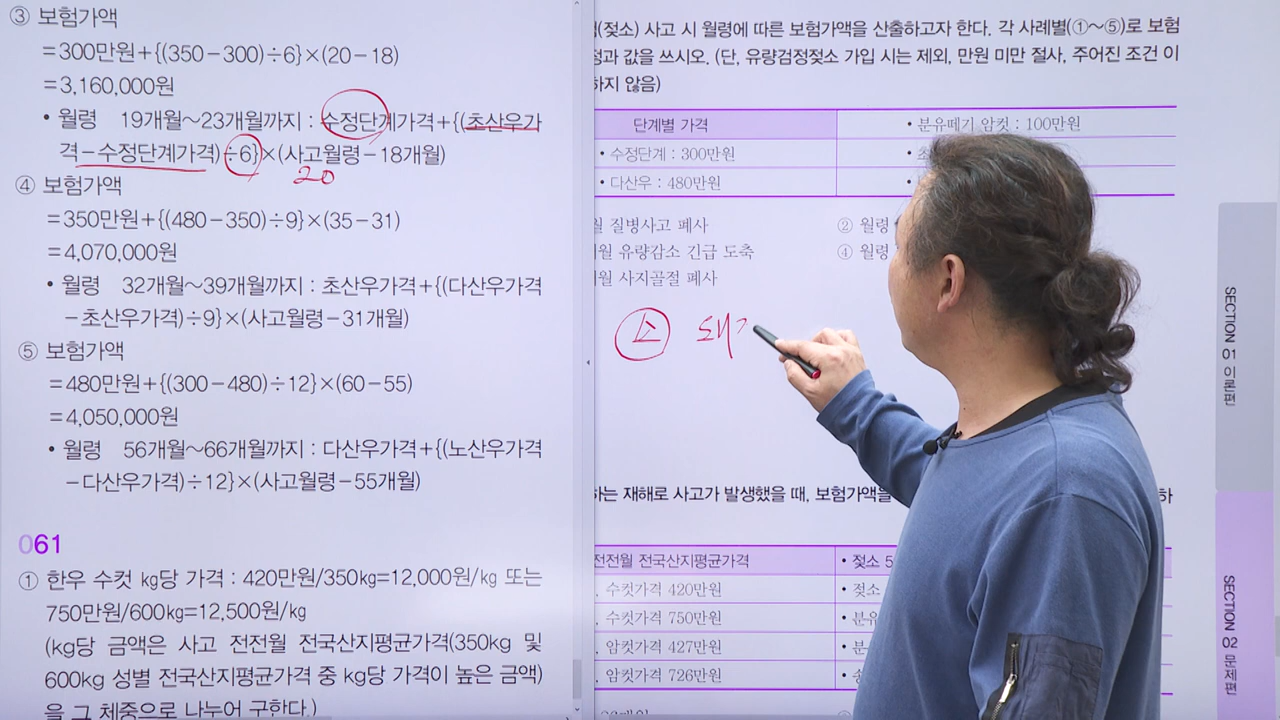 ③ 보험가액
=300만원+{(350-300)÷6}×(20-18)
=3,160,000원
• 월령 19개월~23개월까지 : 수정단계가격+{(초산우가
격-수정단계가격)÷6}×(사고월령-18개월)
20
④ 보험가액
=350만원+{(480-350)÷9}×(35-31)
=4,070,000원
• 월령 32개월~39개월까지 : 초산우가격+{(다산우가격
-초산우가격)÷9}×(사고월령-31개월)
⑤ 보험가액
=480만원+{(300-480)÷12}×(60-55)
=4,050,000원
• 월령 56개월~66개월까지 : 다산우가격+{(노산우가격
-다산우가격)÷12}×(사고월령-55개월)
061
① 한우 수컷 kg당 가격 : 420만원/350kg=12,000원/kg 또는
750만원/600kg=12,500원/kg
(kg당 금액은 사고 전전월 전국산지평균가격(350kg 및
600kg 성별 전국산지평균가격 중 kg당 가격이 높은 금액)
을 그 체중으로 나누어 구한다.)
(젖소) 사고 시 월령에 따른 보험가액을 산출하고자 한다. 각 사례별(①~⑤)로 보험
정과 값을 쓰시오. (단, 유량검정젖소 가입 시는 제외, 만원 미만 절사, 주어진 조건 이
하지 않음)
단계별 가격
• 분유떼기 암컷 : 100만원
• 수정단계 : 300만원
• 다산우 : 480만원
월 질병사고 폐사
② 월령
월 유량감소 긴급 도축
④ 월령
월 사지골절 폐사
소
하는 재해로 사고가 발생했을 때, 보험가액을
전전월 전국산지평균가격
• 젖소 5
수컷가격 420만원
• 젖소
수컷가격 750만원
암컷가격 427만원
암컷가격 726만원
SECTION 01 이론편
SECTION 02 문제편